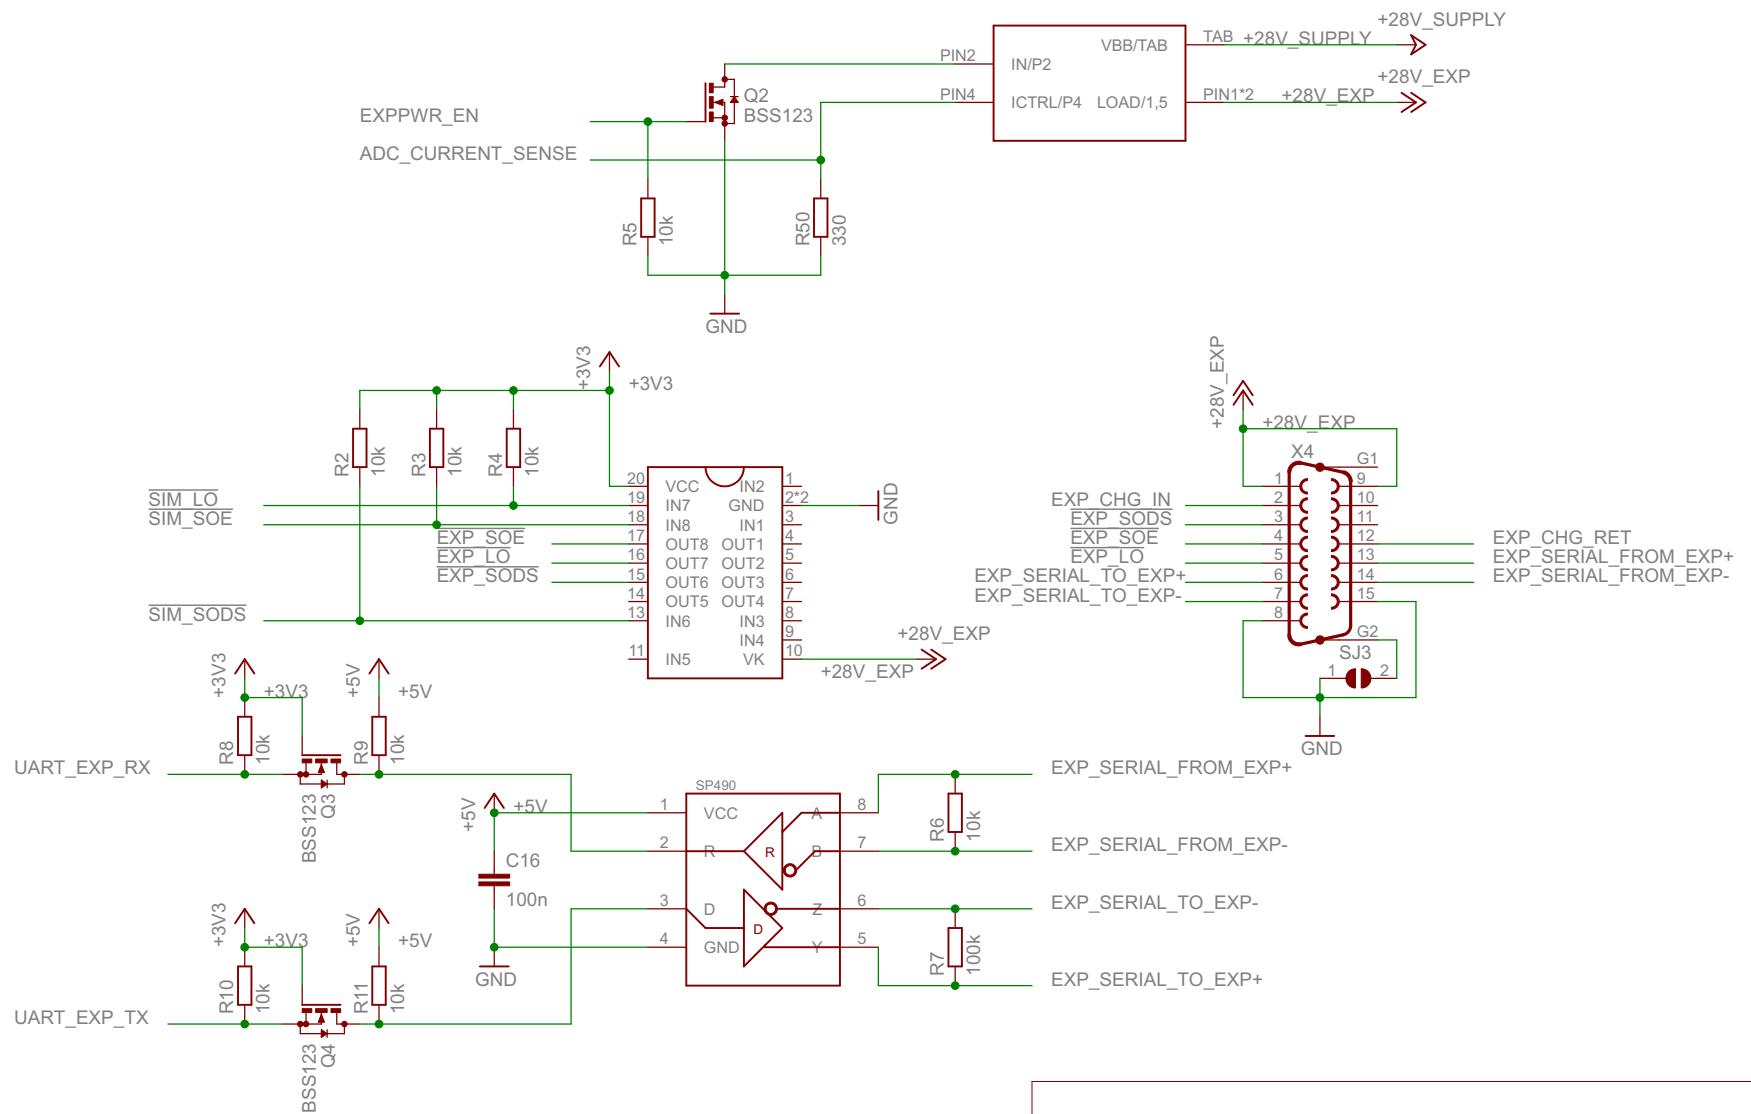 +28V_SUPPLY
PIN2
VBB/TAB
TAB
+28V_SUPPLY
IN/P2
+28V_EXP
PIN4
ICTRL/P4
LOAD/1,5
PIN1*2
+28V_EXP
Q2
BSS123
EXPPWR_EN
ADC_CURRENT_SENSE
R5
10k
R50
330
GND
+3V3
+3V3
R2
10k
R3
10k
R4
10k
SIM_LO
SIM_SOE
EXP_SOE
EXP_LO
EXP_SODS
SIM_SODS
20 VCC IN2 1
19 IN7 GND 2*2
18 IN8 IN1 3
17 OUT8 OUT1 4
16 OUT7 OUT2 5
15 OUT6 OUT3 6
14 OUT5 OUT4 7
13 IN6 IN3 8
IN4 9
11 IN5 VK 10
GND
+28V_EXP
+28V_EXP
+28V_EXP
+28V_EXP
X4
G1
1 9
EXP_CHG_IN 2 10
EXP_SODS 3 11
EXP_SOE 4 12 EXP_CHG_RET
EXP_LO 5 13 EXP_SERIAL_FROM_EXP+
EXP_SERIAL_TO_EXP+ 6 14 EXP_SERIAL_FROM_EXP-
EXP_SERIAL_TO_EXP- 7 15
8
G2
SJ3
1 2
GND
+3V3
+3V3
+5V
+5V
R8
10k
R9
10k
UART_EXP_RX
BSS123
Q3
+5V
+5V
C16
100n
GND
SP490
1 VCC A 8
2 R R B 7
3 D D Z 6
4 GND Y 5
EXP_SERIAL_FROM_EXP+
R6
10k
EXP_SERIAL_FROM_EXP-
EXP_SERIAL_TO_EXP-
R7
100k
EXP_SERIAL_TO_EXP+
+3V3
+3V3
+5V
+5V
R10
10k
R11
10k
UART_EXP_TX
BSS123
Q4